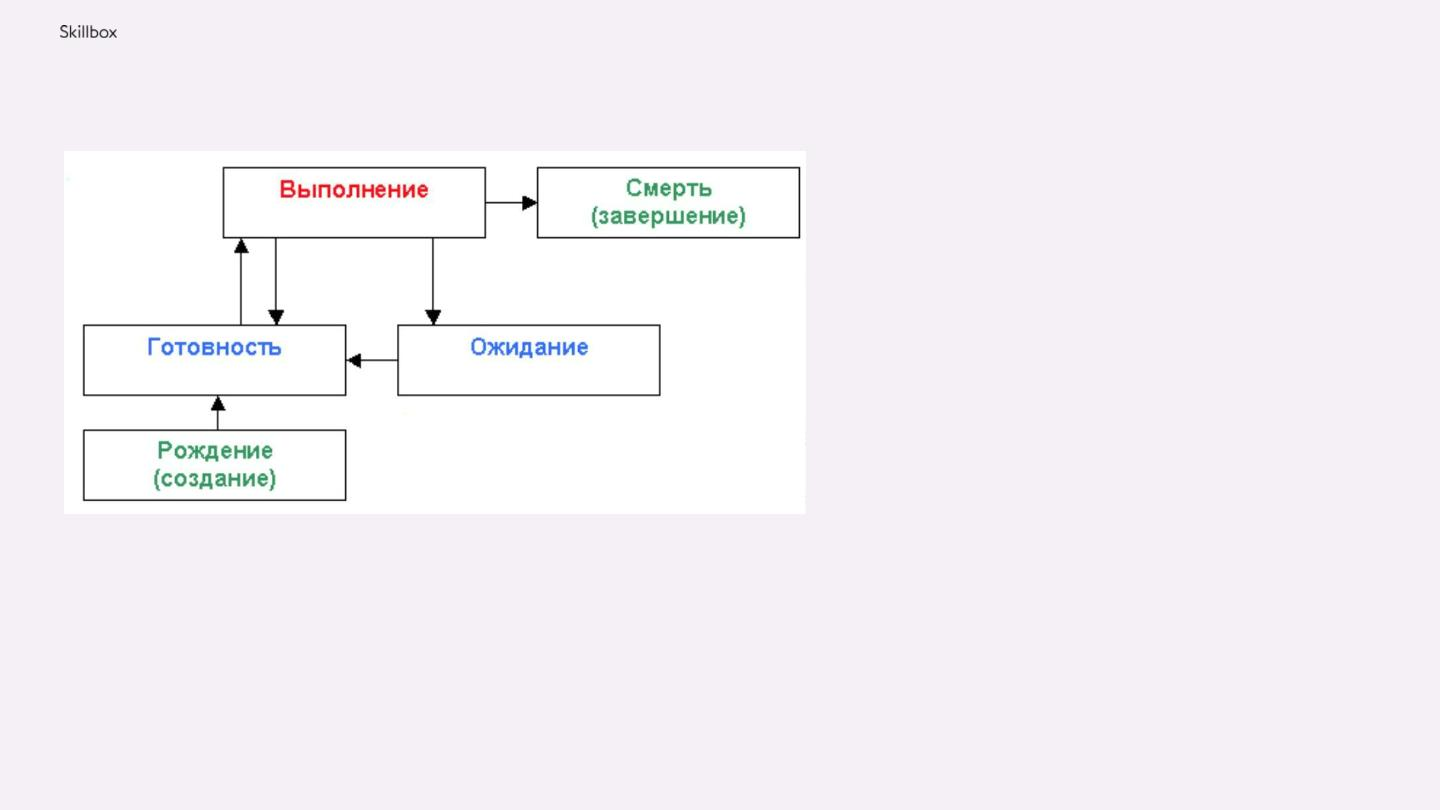 Skillbox
Выполнение
Смерть
(завершение)
Готовность
Ожидание
Рождение
(создание)